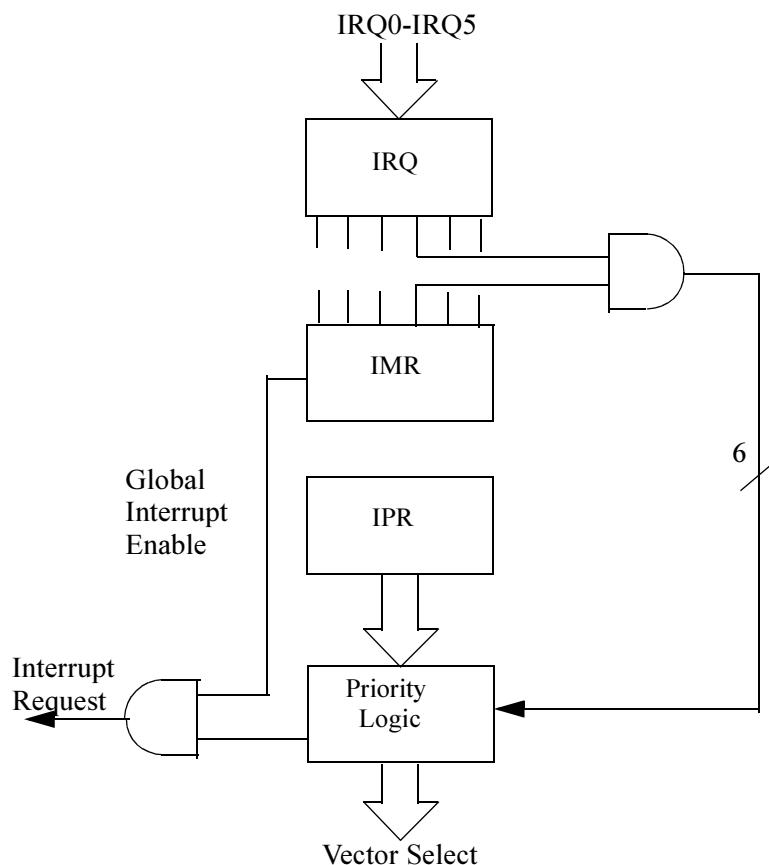 IRQ0-IRQ5
IRQ
IMR
6
Global
Interrupt
Enable
IPR
Interrupt
Request
Priority
Logic
Vector Select